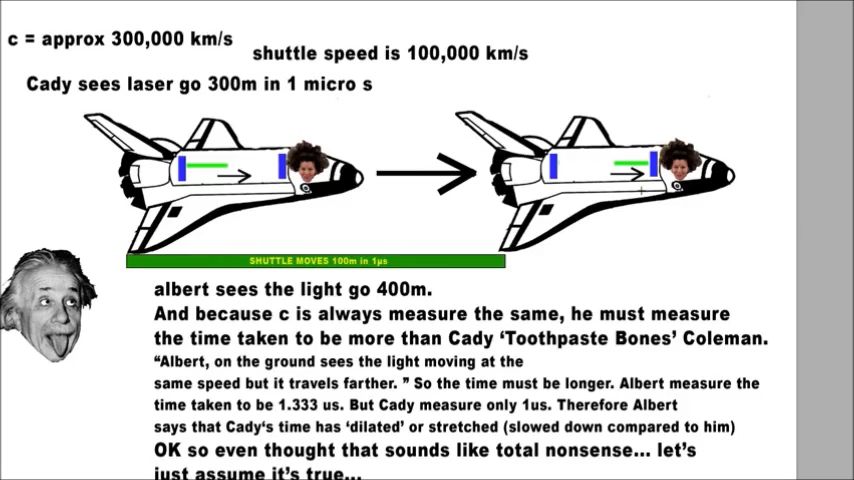 c = approx 300,000 km/s
shuttle speed is 100,000 km/s
Cady sees laser go 300m in 1 micro s
SHUTTLE MOVES 100m in 1µs
albert sees the light go 400m.
And because c is always measure the same, he must measure
the time taken to be more than Cady ‘Toothpaste Bones’ Coleman.
“Albert, on the ground sees the light moving at the
same speed but it travels farther. ” So the time must be longer. Albert measure the
time taken to be 1.333 us. But Cady measure only 1us. Therefore Albert
says that Cady‘s time has ‘dilated’ or stretched (slowed down compared to him)
OK so even thought that sounds like total nonsense... let’s
just assume it’s true...